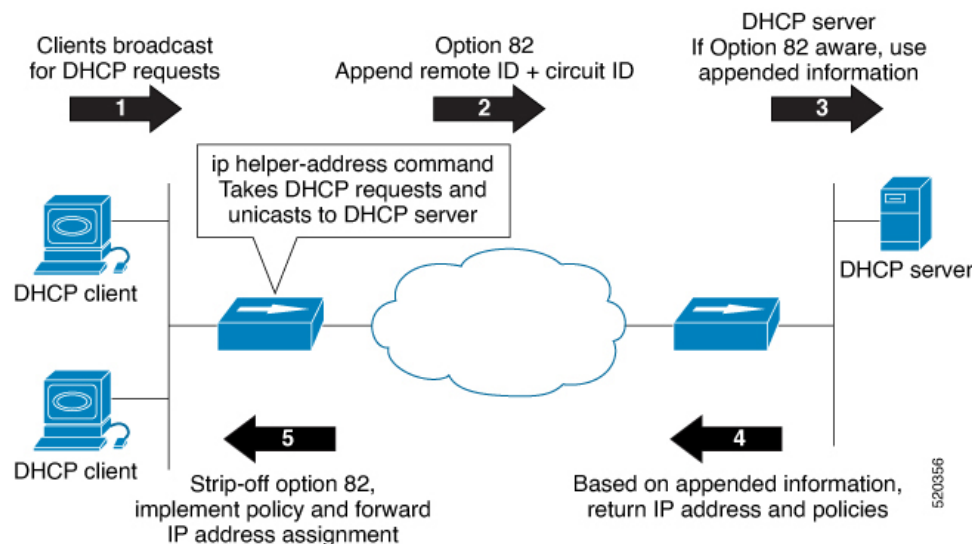 Clients broadcast
for DHCP requests
1
Option 82
Append remote ID + circuit ID
2
DHCP server
If Option 82 aware, use
appended information
3
ip helper-address command
Takes DHCP requests and
unicasts to DHCP server
DHCP client
DHCP server
DHCP client
5
Strip-off option 82,
implement policy and forward
IP address assignment
4
Based on appended information,
return IP address and policies
520356